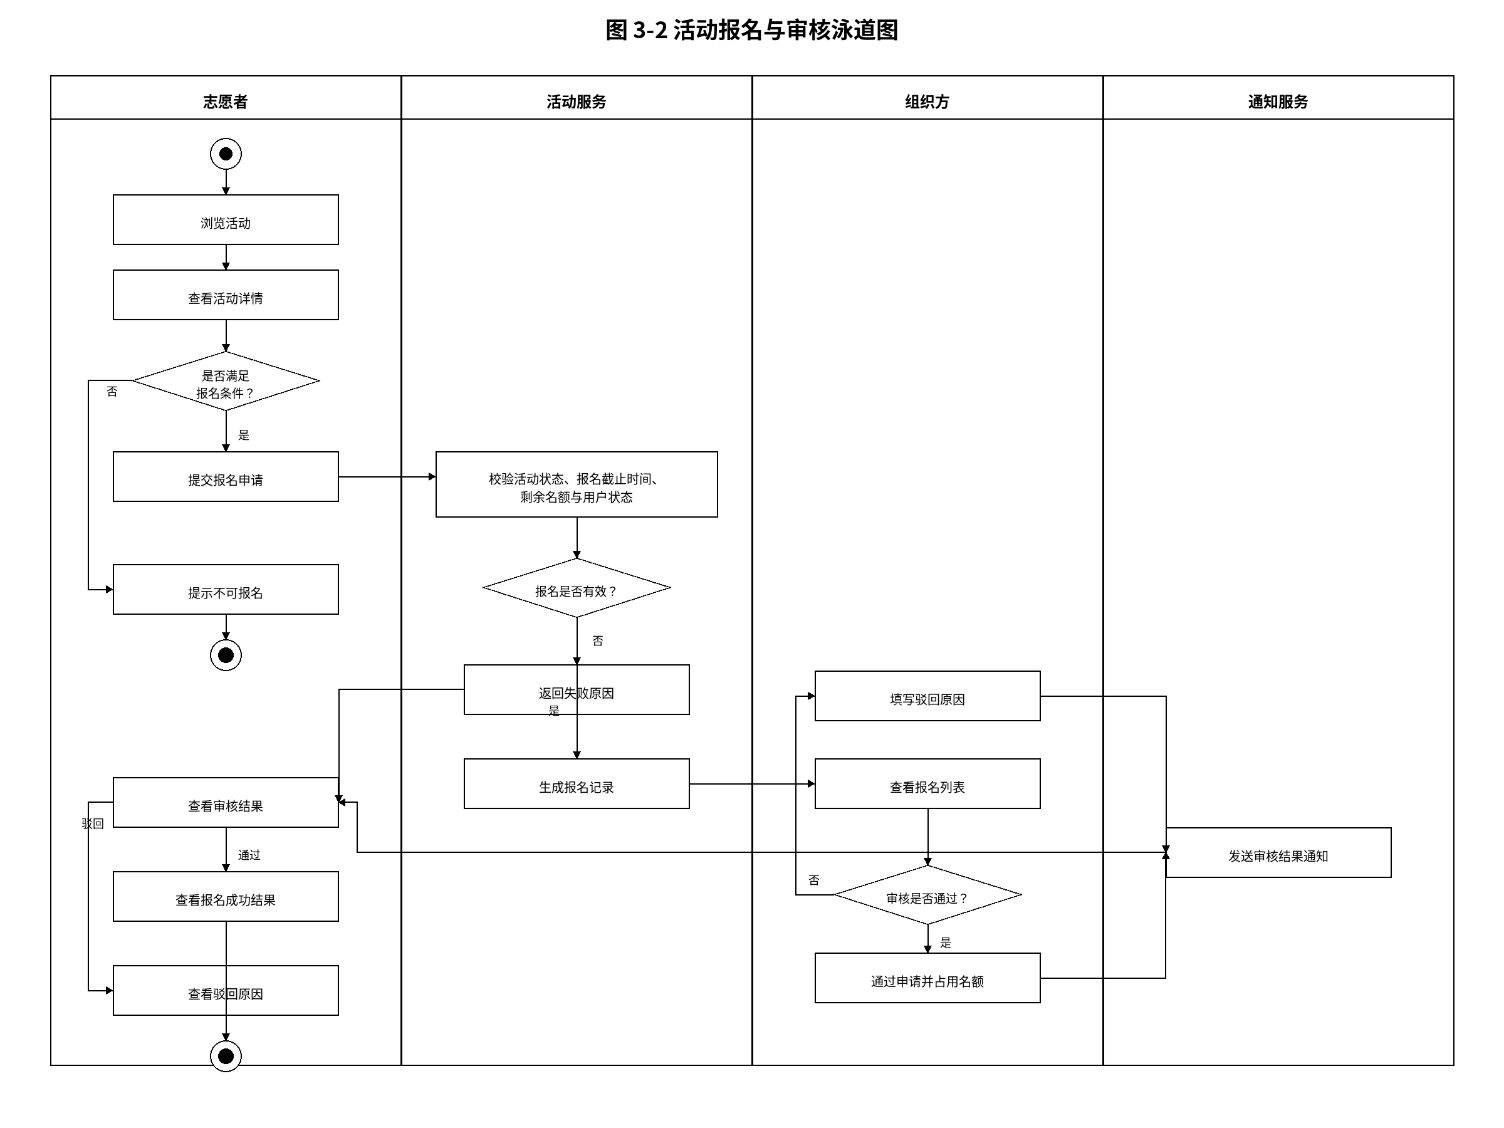 图 3-2 活动报名与审核泳道图
志愿者
活动服务
组织方
通知服务
浏览活动
查看活动详情
是否满足
报名条件？
否
是
提交报名申请
校验活动状态、报名截止时间、
剩余名额与用户状态
提示不可报名
报名是否有效？
否
返回失败原因
是
填写驳回原因
生成报名记录
查看报名列表
查看审核结果
驳回
通过
发送审核结果通知
否
审核是否通过？
查看报名成功结果
是
通过申请并占用名额
查看驳回原因